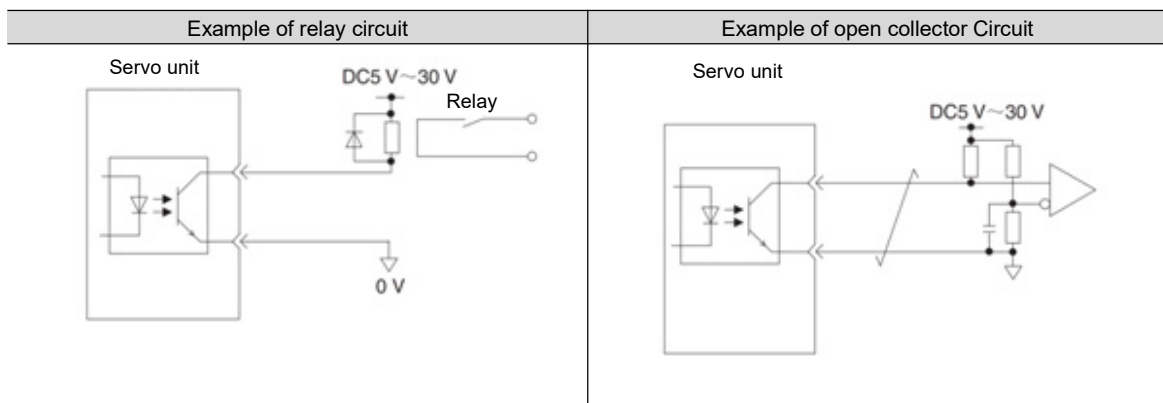 Example of relay circuit
Example of open collector Circuit
Servo unit
DC5 V～30 V
Relay
0 V
Servo unit
DC5 V～30 V